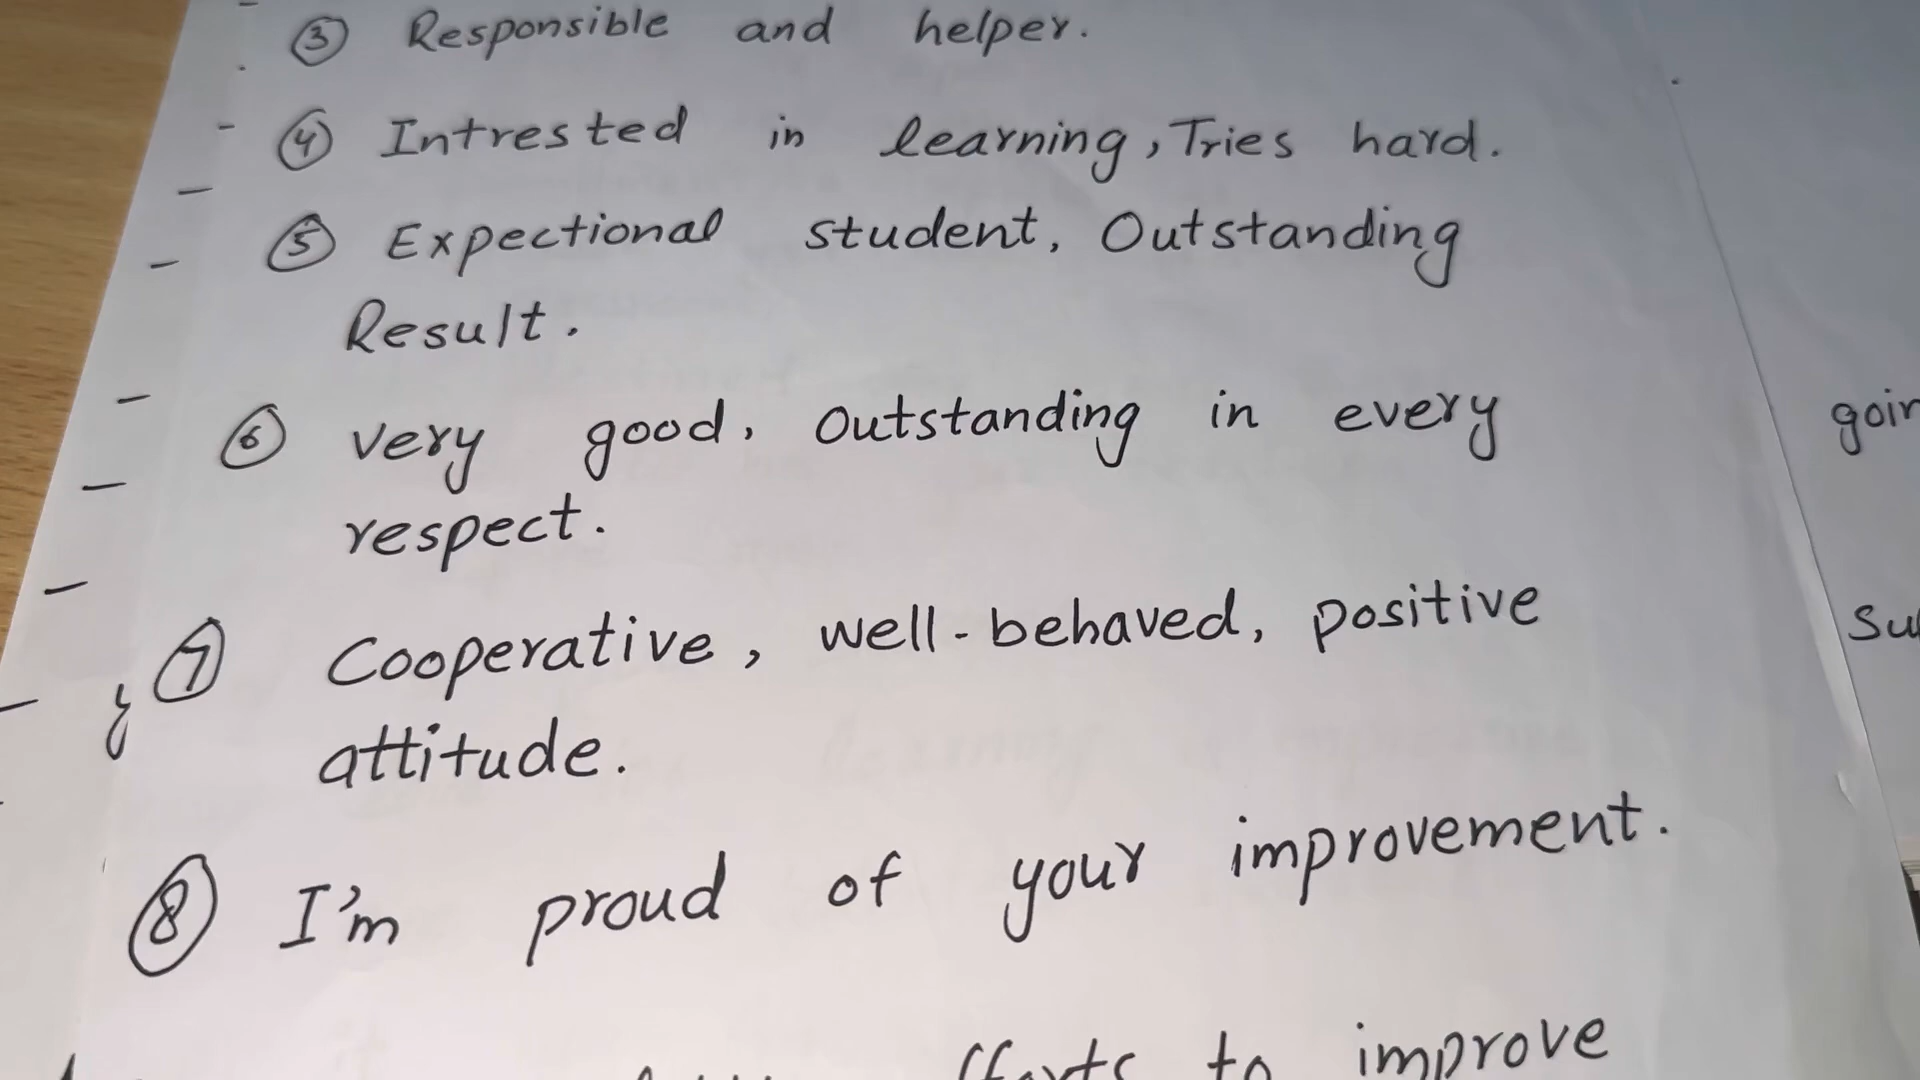 ③ Responsible and helper.
④ Intrested in learning, Tries hard.
⑤ Expectional student, Outstanding
Result.
⑥ very good, Outstanding in every
respect.
⑦ Cooperative, well-behaved, positive
attitude.
⑧ I'm proud of your improvement.
to improve